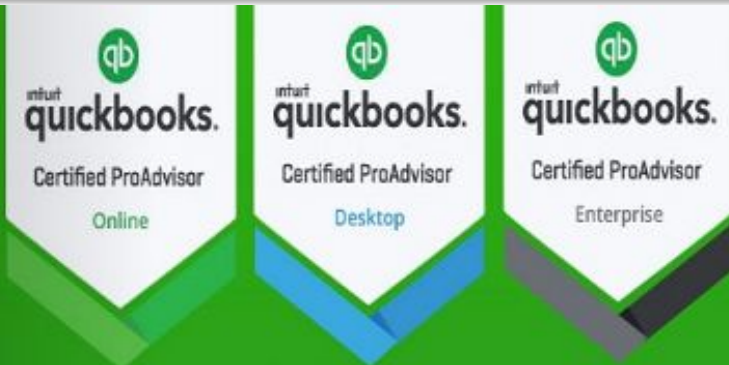 qb
intuit
quickbooks.
Certified ProAdvisor
Online
qb
intuit
quickbooks.
Certified ProAdvisor
Desktop
qb
intuit
quickbooks.
Certified ProAdvisor
Enterprise